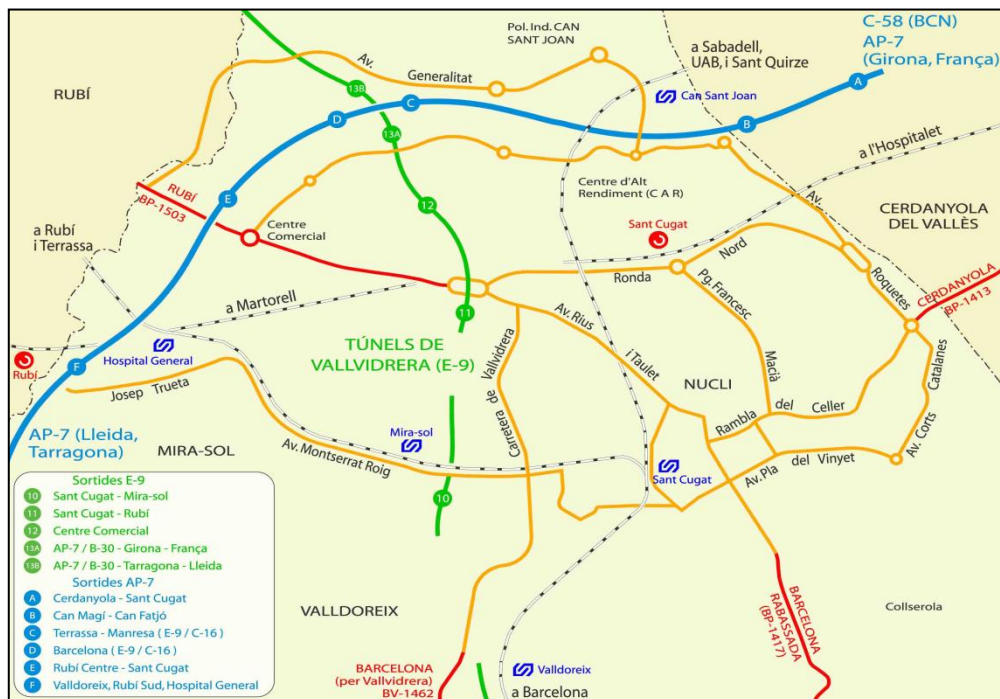 C-58 (BCN)
AP-7
(Girona, França)
Pol. Ind. CAN
SANT JOAN
a Sabadell,
UAB, i Sant Quirze
Av.
Generalitat
RUBÍ
13B
A
Can Sant Joan
D
C
B
13A
a l'Hospitalet
RUBÍ
BP-1503
E
12
Centre d'Alt
Rendiment (C A R)
Av.
CERDANYOLA
DEL VALLÈS
Centre
Comercial
Sant Cugat
a Rubí
i Terrassa
Nord
Ronda
Roquetes
CERDANYOLA
BP-1413
a Martorell
11
Pg. Francesc
Macià
Av. Rius
i Taulet
TÚNELS DE
VALLVIDRERA (E-9)
Hospital General
Rubí
F
Josep Trueta
Carretera de Vallvidrera
NUCLI
Catalanes
Av. Corts
Rambla del Celler
AP-7 (Lleida,
Tarragona)
MIRA-SOL
Mira-sol
Av. Montserrat Roig
Sant Cugat
Av. Pla del Vinyet
10
Sortides E-9
10 Sant Cugat - Mira-sol
11 Sant Cugat - Rubí
12 Centre Comercial
13A AP-7 / B-30 - Girona - França
13B AP-7 / B-30 - Tarragona - Lleida
Sortides AP-7
A Cerdanyola - Sant Cugat
B Can Magí - Can Fatjó
C Terrassa - Manresa ( E-9 / C-16 )
D Barcelona ( E-9 / C-16 )
E Rubí Centre - Sant Cugat
F Valldoreix, Rubí Sud, Hospital General
VALLDOREIX
Collserola
BARCELONA
RABASSADA
(BP-1417)
BARCELONA
(per Vallvidrera)
BV-1462
Valldoreix
a Barcelona